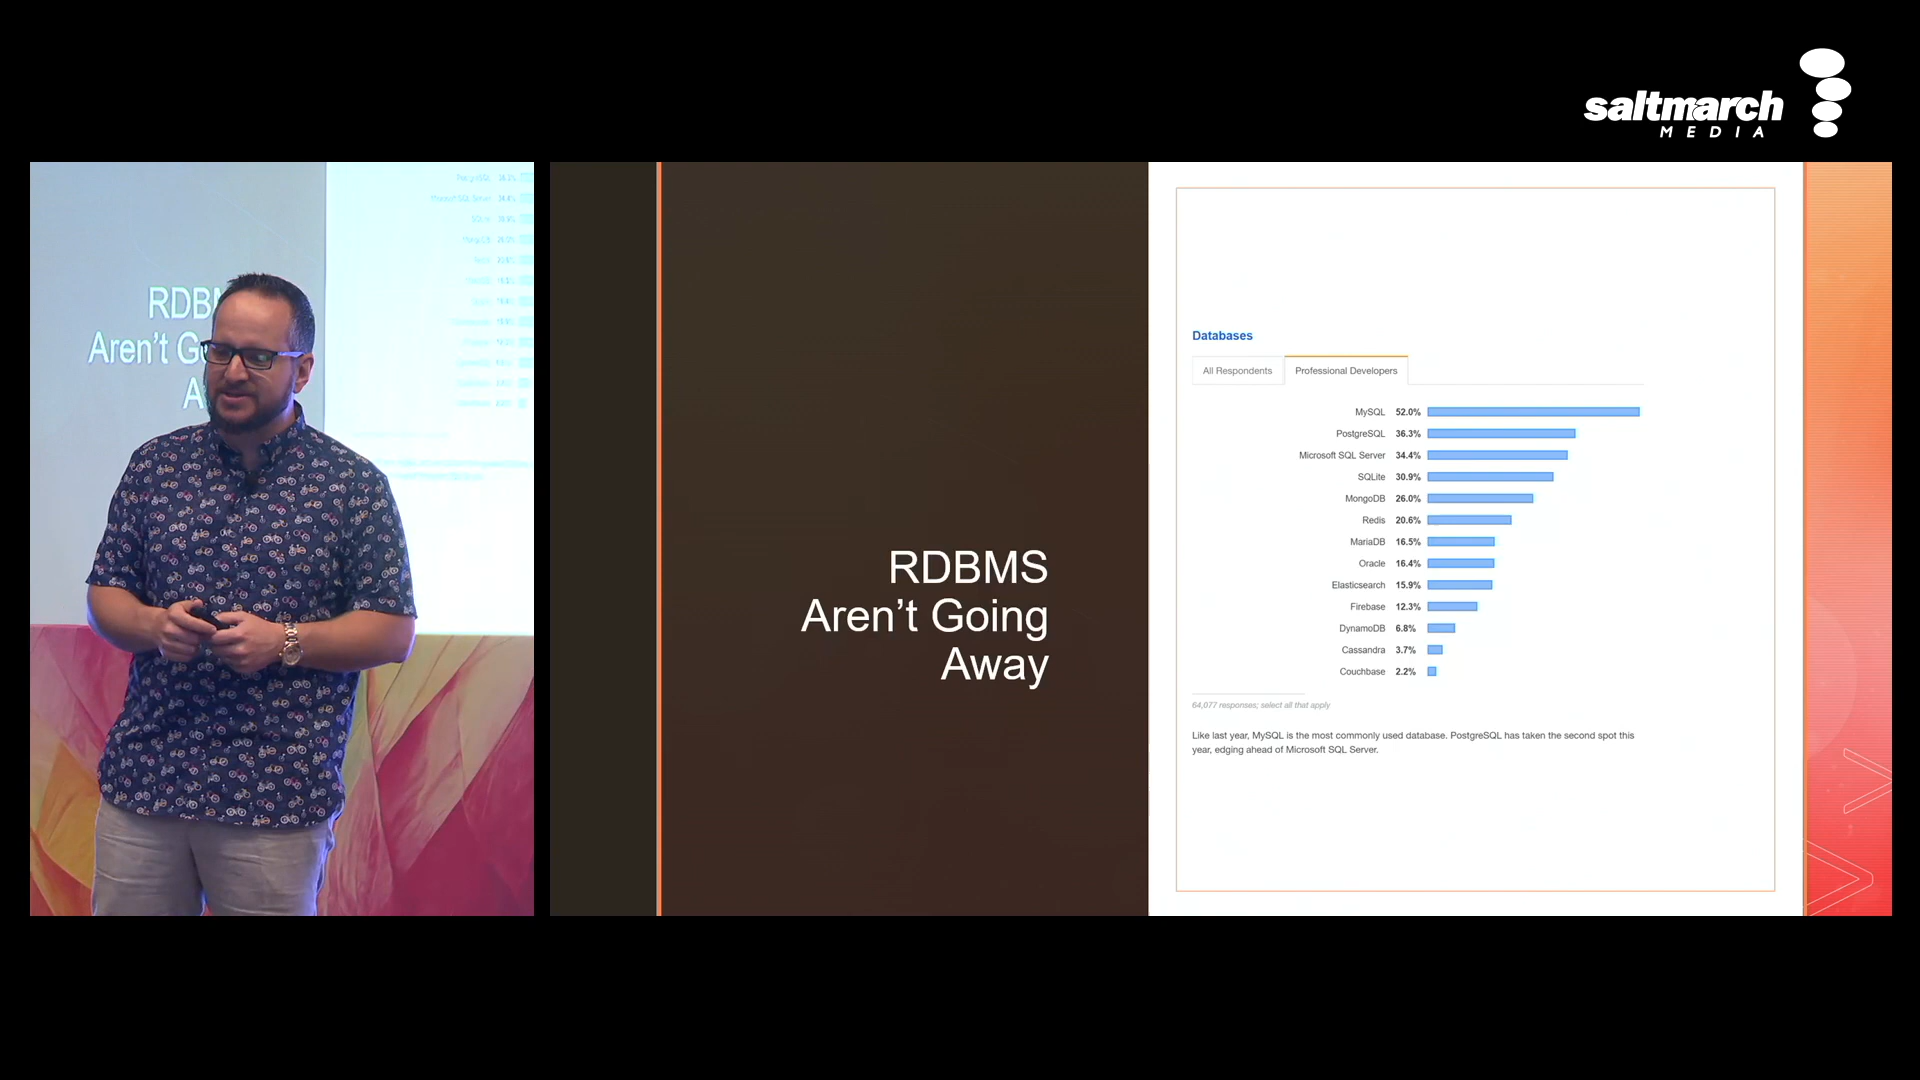 saltmarch
MEDIA
RDBM
Aren't G
A
RDBMS
Aren't Going
Away
Databases
All Respondents Professional Developers
MySQL 52.0%
PostgreSQL 36.3%
Microsoft SQL Server 34.4%
SQLite 30.9%
MongoDB 26.0%
Redis 20.6%
MariaDB 16.5%
Oracle 16.4%
Elasticsearch 15.9%
Firebase 12.3%
DynamoDB 6.8%
Cassandra 3.7%
Couchbase 2.2%
64,077 responses; select all that apply
Like last year, MySQL is the most commonly used database. PostgreSQL has taken the second spot this
year, edging ahead of Microsoft SQL Server.